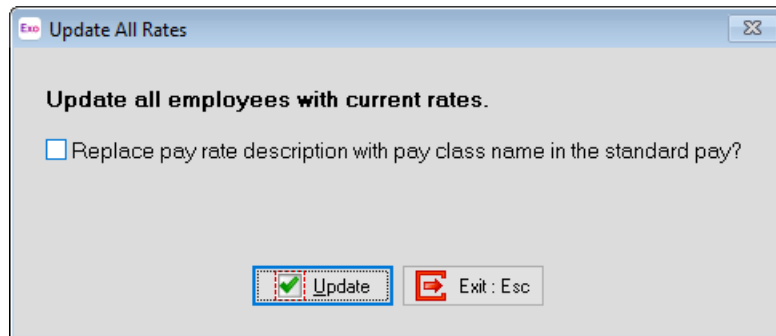 Exo Update All Rates
Update all employees with current rates.
Replace pay rate description with pay class name in the standard pay?
Update Exit : Esc